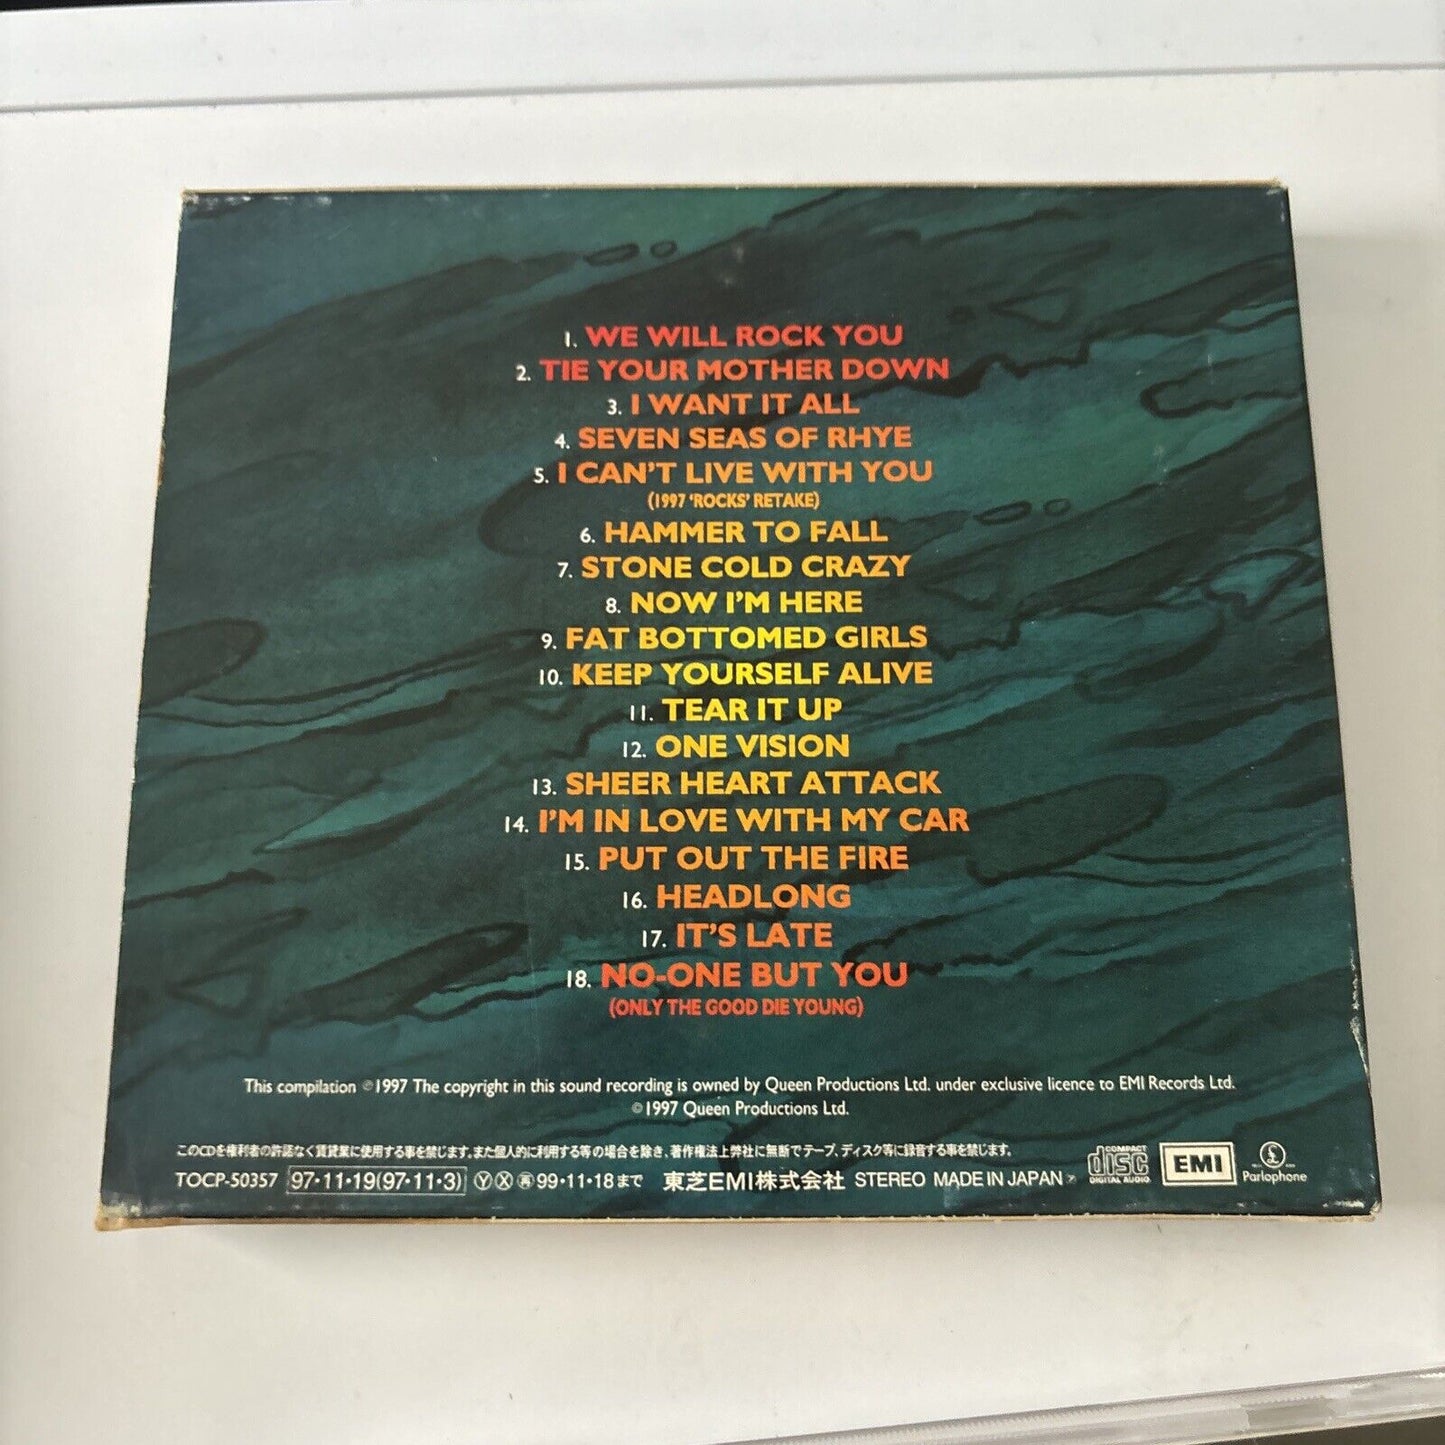 1. WE WILL ROCK YOU
2. TIE YOUR MOTHER DOWN
3. I WANT IT ALL
4. SEVEN SEAS OF RHYE
5. I CAN'T LIVE WITH YOU
(1997 'ROCKS' RETAKE)
6. HAMMER TO FALL
7. STONE COLD CRAZY
8. NOW I'M HERE
9. FAT BOTTOMED GIRLS
10. KEEP YOURSELF ALIVE
11. TEAR IT UP
12. ONE VISION
13. SHEER HEART ATTACK
14. I'M IN LOVE WITH MY CAR
15. PUT OUT THE FIRE
16. HEADLONG
17. IT'S LATE
18. NO-ONE BUT YOU
(ONLY THE GOOD DIE YOUNG)
This compilation ℗1997 The copyright in this sound recording is owned by Queen Productions Ltd. under exclusive licence to EMI Records Ltd.
©1997 Queen Productions Ltd.
このCDを権利者の許諾なく賃貸業に使用する事を禁じます。また個人的に利用する等の場合を除き、著作権法上弊社に無断でテープ、ディスク等に録音する事を禁じます。
TOCP-50357 97・11・19(97・11・3) Ⓨ Ⓧ ㊢99・11・18まで 東芝EMI株式会社 STEREO MADE IN JAPAN
COMPACT disc DIGITAL AUDIO EMI £ Parlophone